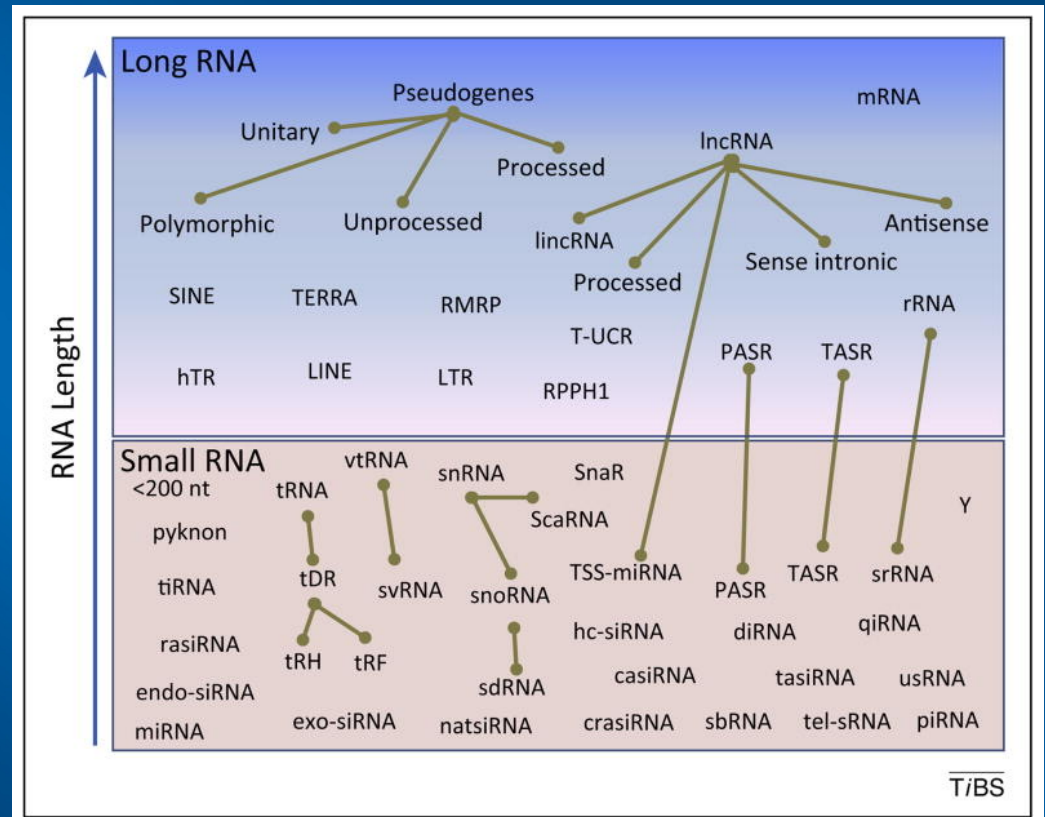 RNA Length
Long RNA
Pseudogenes
mRNA
Unitary
lncRNA
Processed
Polymorphic
Unprocessed
lincRNA
Antisense
Processed
Sense intronic
SINE
TERRA
RMRP
rRNA
T-UCR
PASR
TASR
hTR
LINE
LTR
RPPH1
Small RNA
<200 nt
vtRNA
snRNA
SnaR
tRNA
ScaRNA
Y
pyknon
tiRNA
tDR
svRNA
snoRNA
TSS-miRNA
PASR
TASR
srRNA
rasiRNA
tRH
tRF
hc-siRNA
diRNA
qiRNA
endo-siRNA
sdRNA
casiRNA
tasiRNA
usRNA
miRNA
exo-siRNA
natsiRNA
crasiRNA
sbRNA
tel-sRNA
piRNA
TiBS